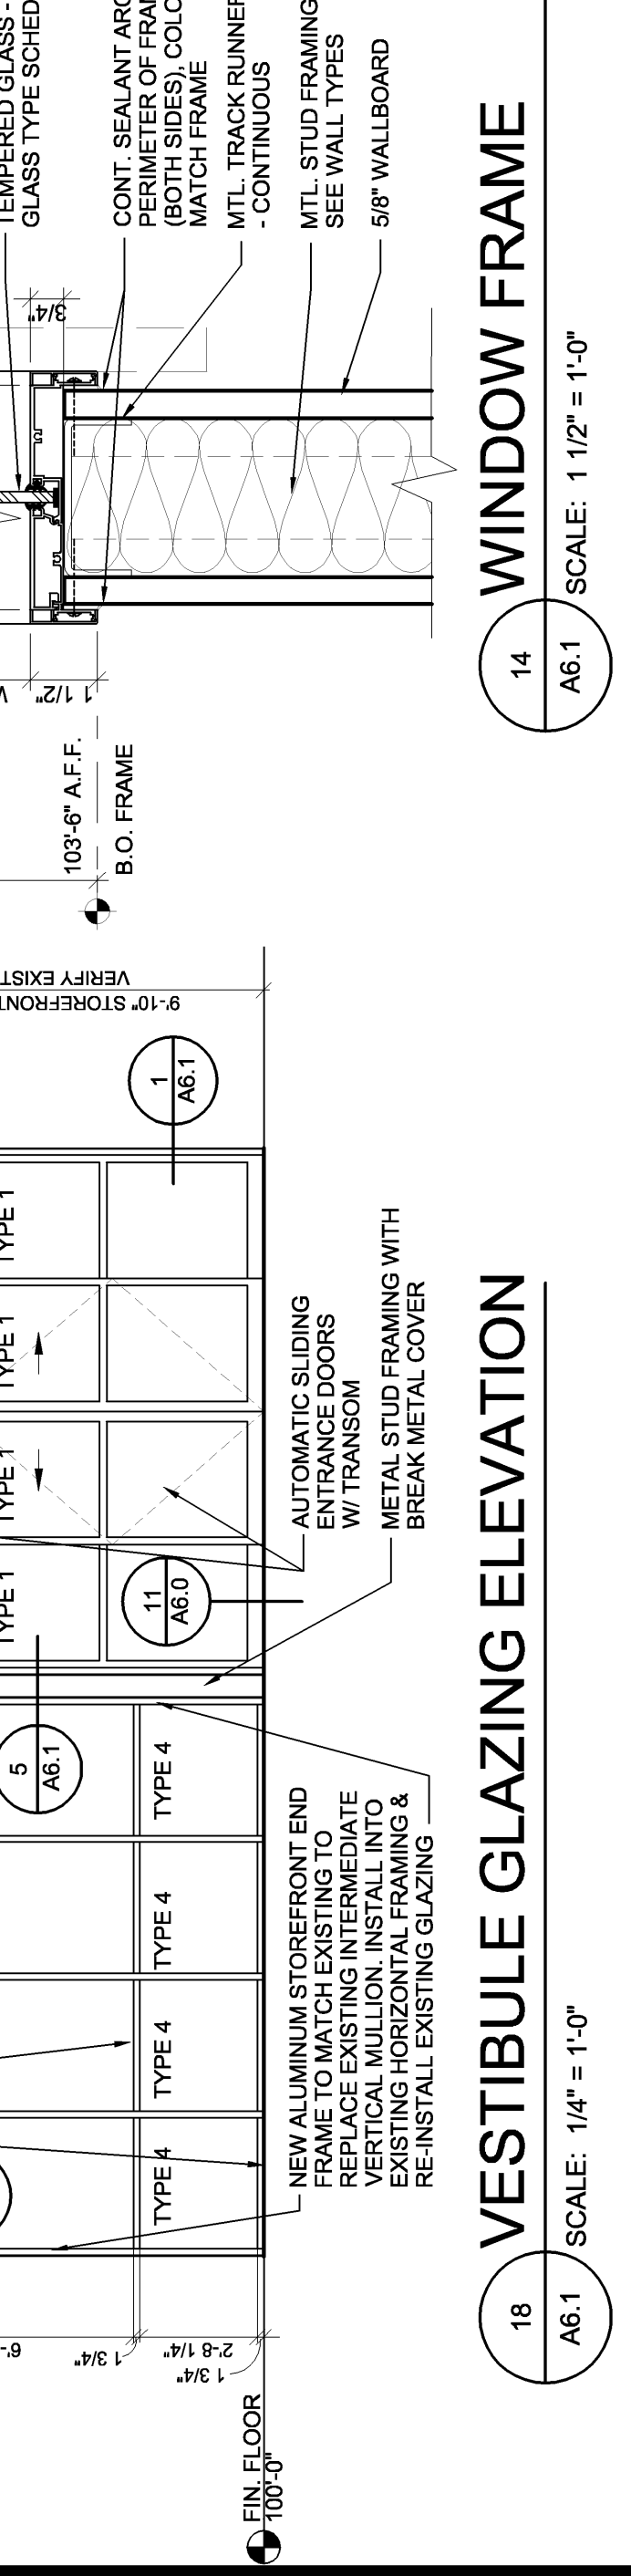 TEMPERED GLASS -
GLASS TYPE SCHED
CONT. SEALANT
PERIMETER OF
(BOTH SIDES),
MATCH FRAME
MTL. TRACK RUNNER
- CONTINUOUS
MTL. STUD FRAMING
SEE WALL TYPES
5/8" WALLBOARD
3/4"
1 1/2"
103'-6" A.F.F.
B.O. FRAME
14
A6.1
WINDOW FRAME
SCALE: 1 1/2" = 1'-0"
VERIFY
9'-10" STOREFRONT
1
A6.1
TYPE 1
TYPE 1
TYPE 1
TYPE 1
11
A6.0
5
A6.1
TYPE 4
TYPE 4
TYPE 4
TYPE 4
AUTOMATIC SLIDING
ENTRANCE DOORS
W/ TRANSOM
METAL STUD FRAMING WITH
BREAK METAL COVER
NEW ALUMINUM STOREFRONT END
FRAME TO MATCH EXISTING TO
REPLACE EXISTING INTERMEDIATE
VERTICAL MULLION. INSTALL INTO
EXISTING HORIZONTAL FRAMING &
RE-INSTALL EXISTING GLAZING
1 3/4"
2'-8 1/4"
1 3/4"
FIN. FLOOR
100'-0"
18
A6.1
VESTIBULE GLAZING ELEVATION
SCALE: 1/4" = 1'-0"